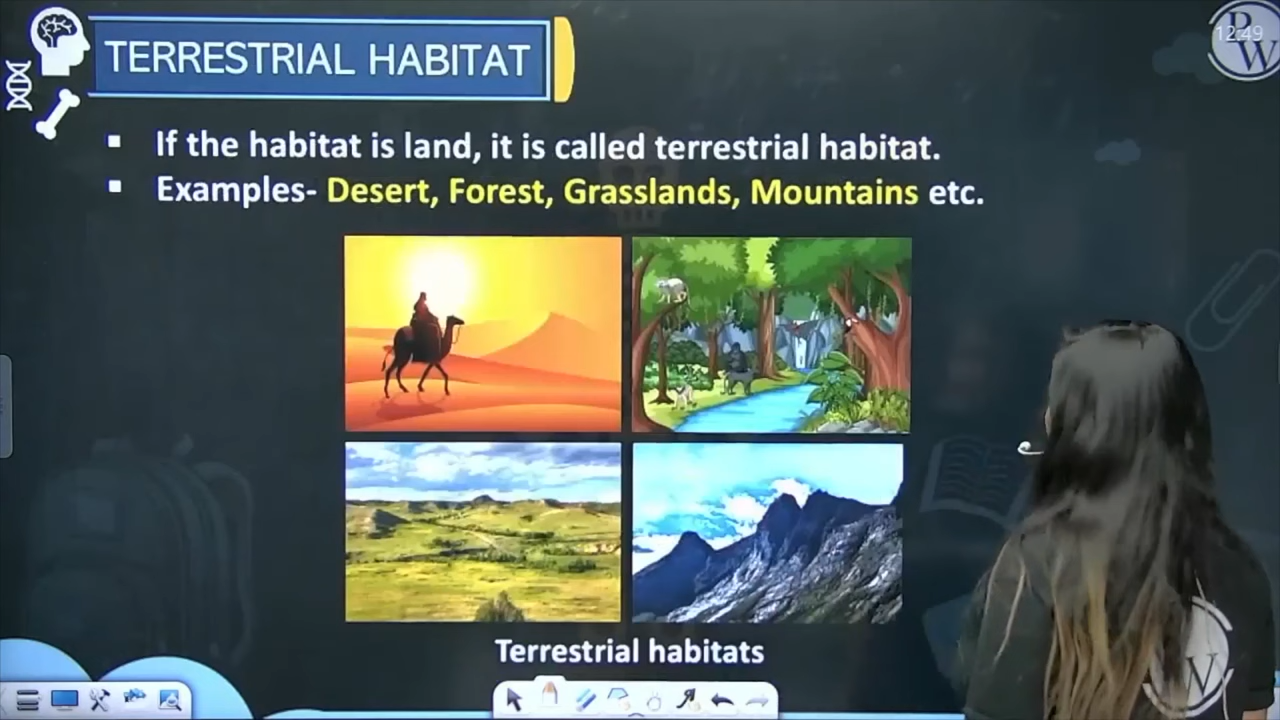 TERRESTRIAL HABITAT
P
W
12:49
▪ If the habitat is land, it is called terrestrial habitat.
▪ Examples- Desert, Forest, Grasslands, Mountains etc.
Terrestrial habitats
W